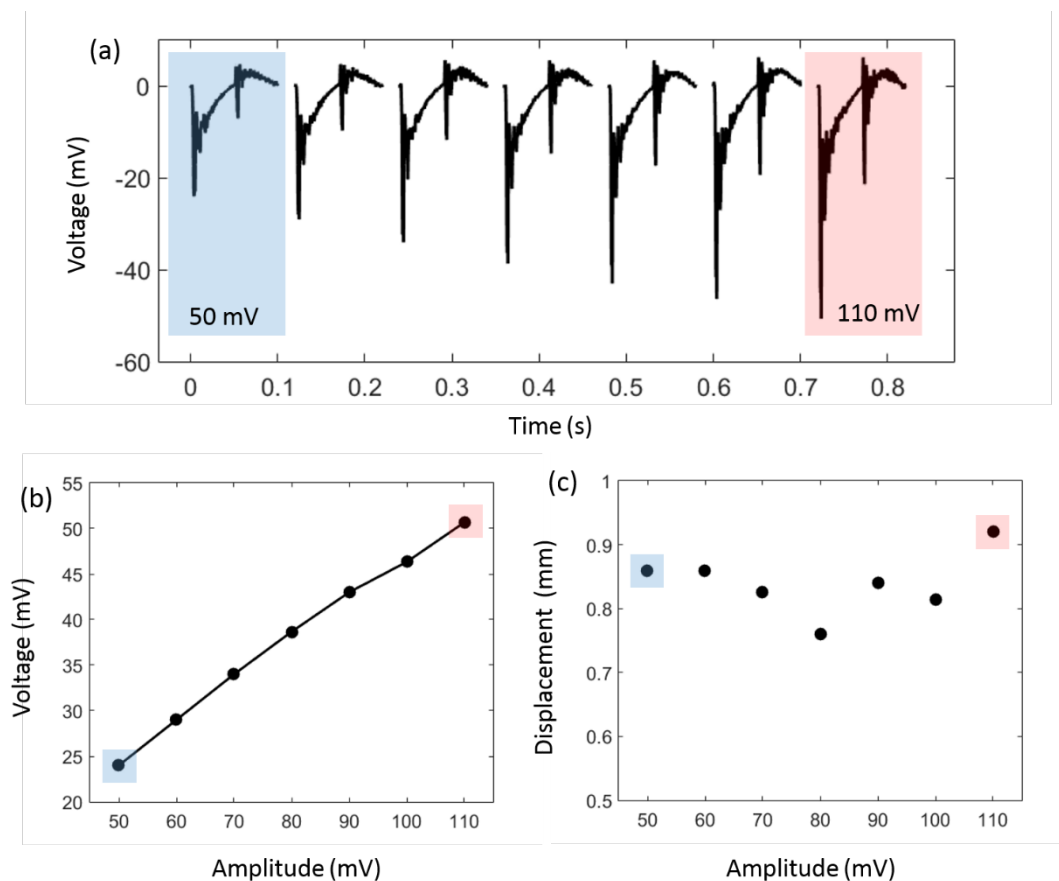 (a)
0
-20
-40
-60
Voltage (mV)
50 mV
110 mV
0 0.1 0.2 0.3 0.4 0.5 0.6 0.7 0.8
Time (s)
(b)
55
50
45
40
35
30
25
20
Voltage (mV)
50 60 70 80 90 100 110
Amplitude (mV)
(c)
1
0.9
0.8
0.7
0.6
0.5
Displacement (mm)
50 60 70 80 90 100 110
Amplitude (mV)